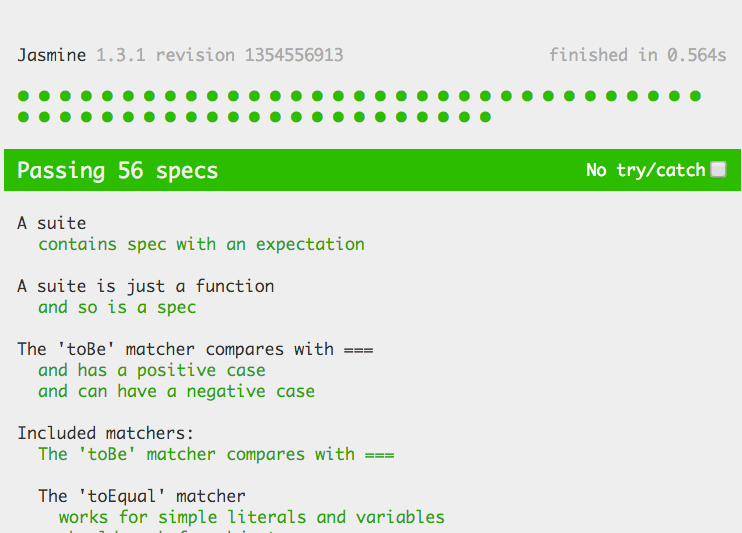 Jasmine 1.3.1 revision 1354556913 finished in 0.564s
Passing 56 specs No try/catch
A suite
contains spec with an expectation
A suite is just a function
and so is a spec
The 'toBe' matcher compares with ===
and has a positive case
and can have a negative case
Included matchers:
The 'toBe' matcher compares with ===
The 'toEqual' matcher
works for simple literals and variables